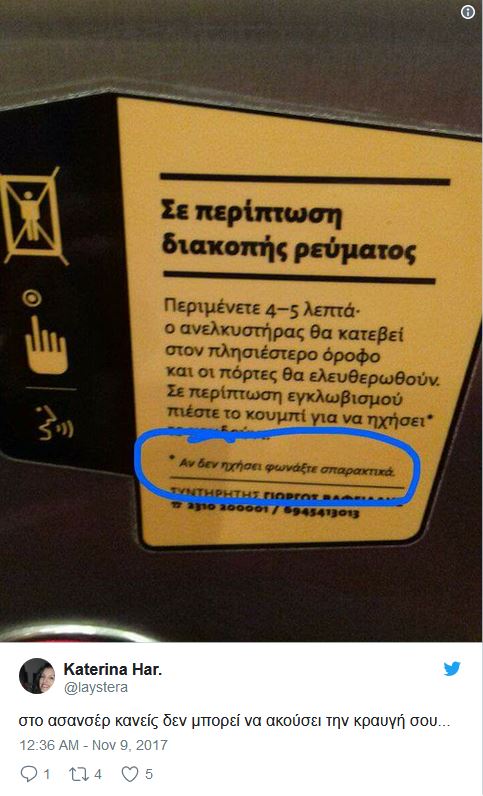 Σε περίπτωση
διακοπής ρεύματος
Περιμένετε 4–5 λεπτά·
ο ανελκυστήρας θα κατεβεί
στον πλησιέστερο όροφο
και οι πόρτες θα ελευθερωθούν.
Σε περίπτωση εγκλωβισμού
πιέστε το κουμπί για να ηχήσει*
* Αν δεν ηχήσει φωνάξτε σπαρακτικά.
ΣΥΝΤΗΡΗΤΗΣ ΓΙΩΡΓΟΣ
2310 200001 / 6945413013
Katerina Har.
@laystera
στο ασανσέρ κανείς δεν μπορεί να ακούσει την κραυγή σου...
12:36 AM - Nov 9, 2017
1 4 5